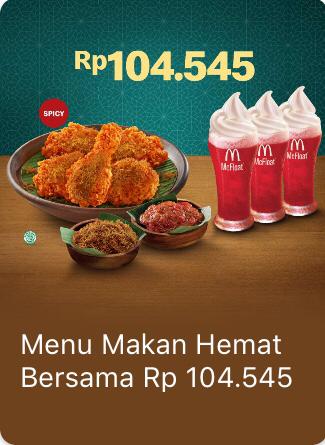 Rp104.545
SPICY
McFloat
McFloat
McFloat
Menu Makan Hemat
Bersama Rp 104.545